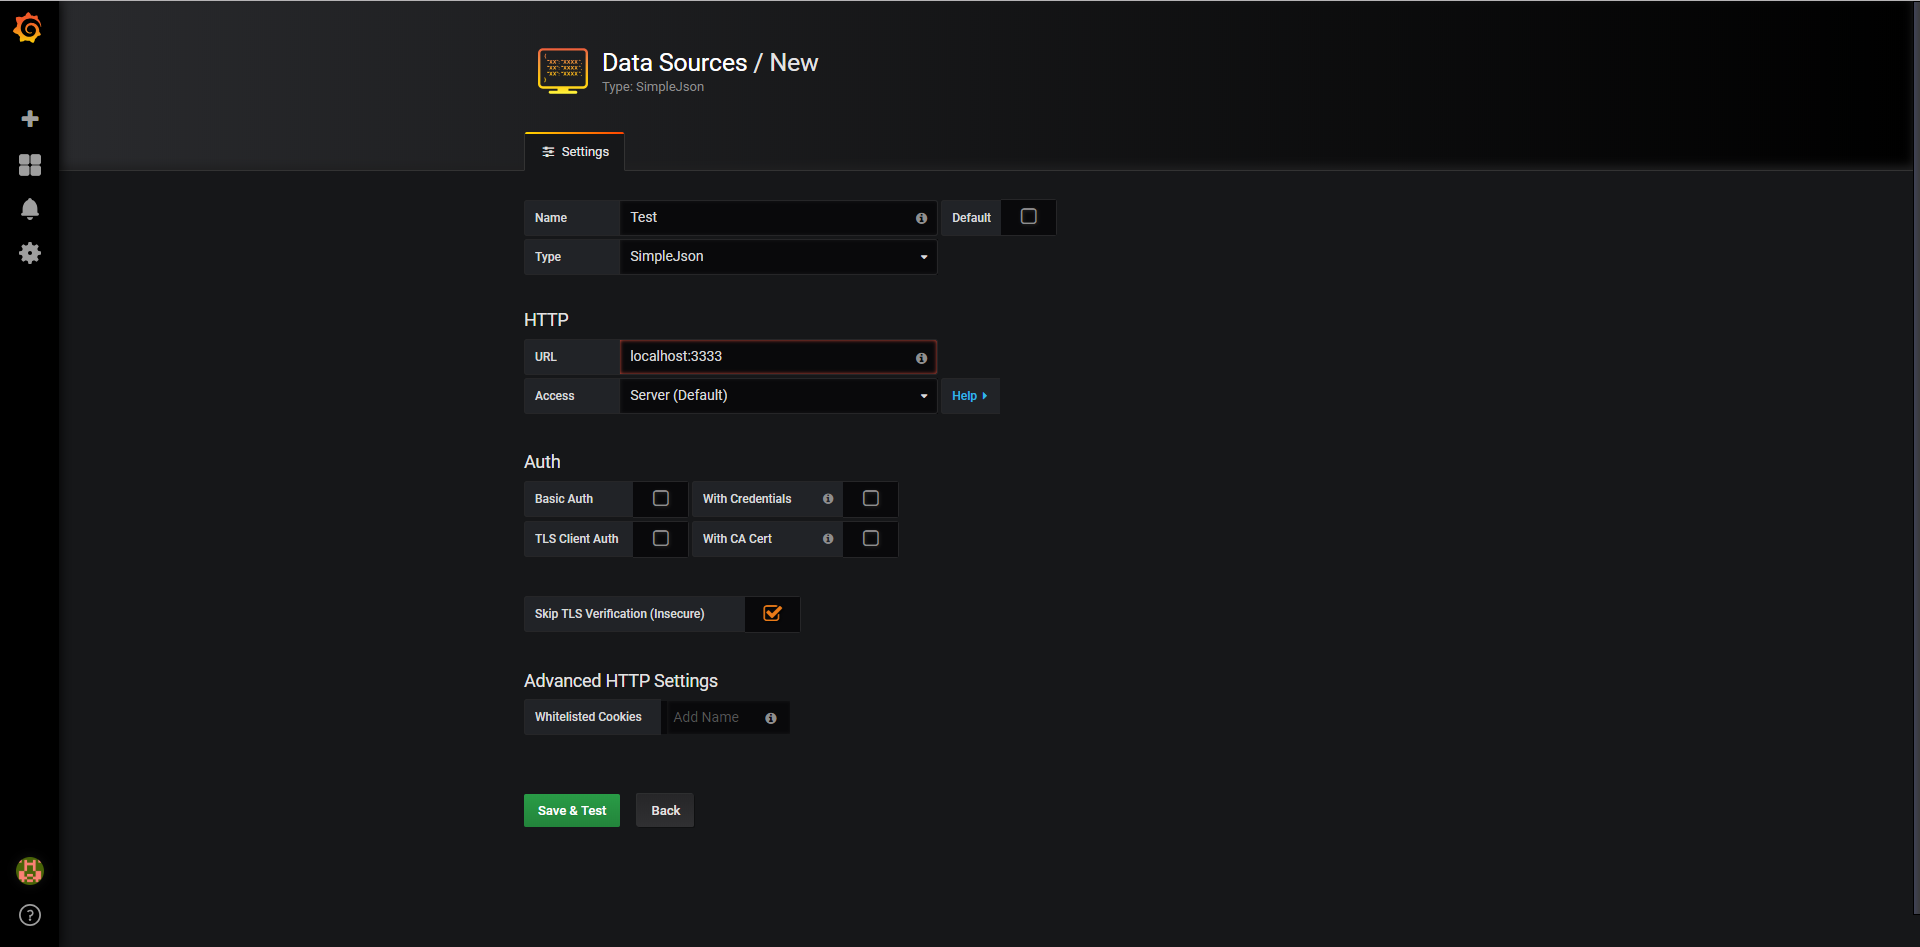 Data Sources / New
Type: SimpleJson
Settings
Name Test Default
Type SimpleJson
HTTP
URL localhost:3333
Access Server (Default) Help
Auth
Basic Auth With Credentials
TLS Client Auth With CA Cert
Skip TLS Verification (Insecure)
Advanced HTTP Settings
Whitelisted Cookies Add Name
Save & Test Back